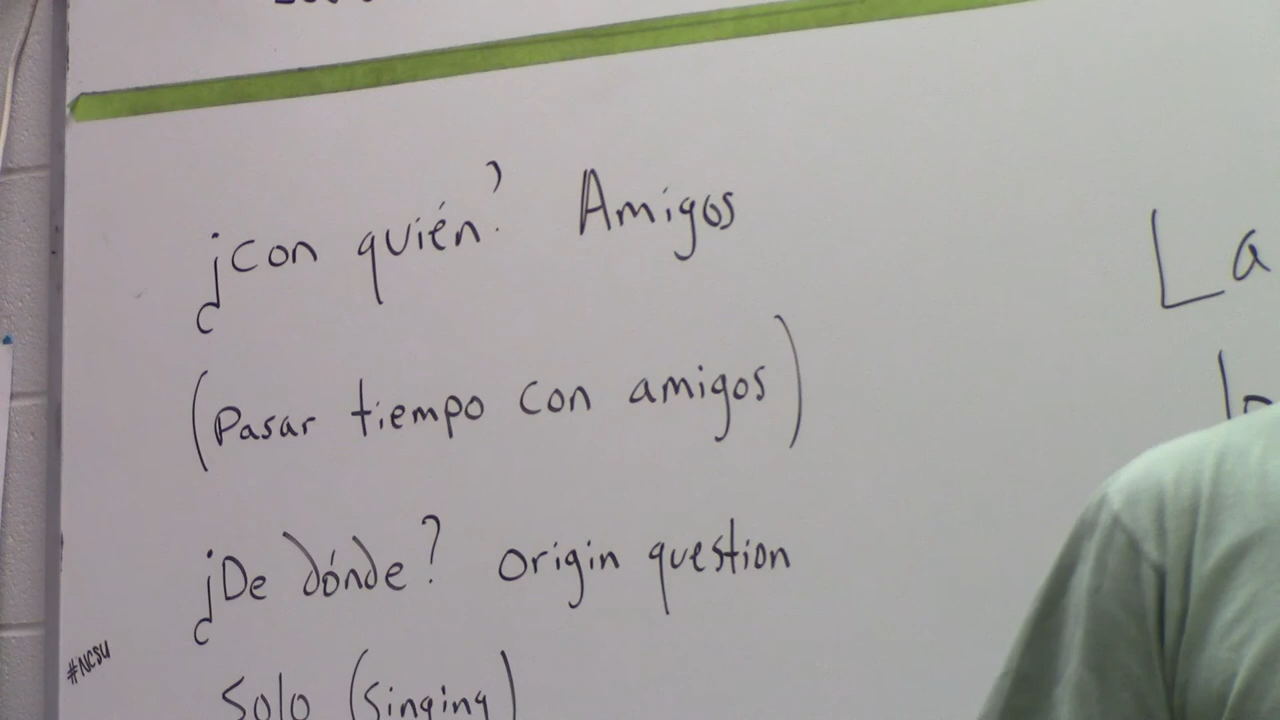 ¿Con quién? Amigos
(Pasar tiempo con amigos)
¿De dónde? Origin question
Solo (Singing)
La
#NCSU